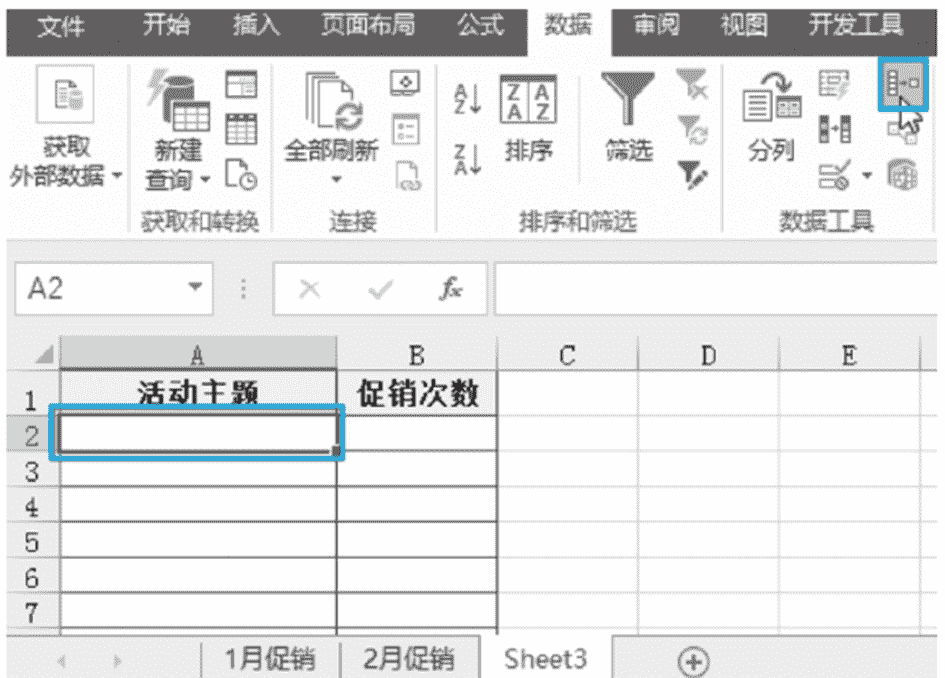 文件 开始 插入 页面布局 公式 数据 审阅 视图 开发工具
获取
外部数据
新建
查询
全部刷新
排序
筛选
分列
获取和转换 连接 排序和筛选 数据工具
A2 fx
A B C D E
1 活动主题 促销次数
2
3
4
5
6
7
1月促销 2月促销 Sheet3